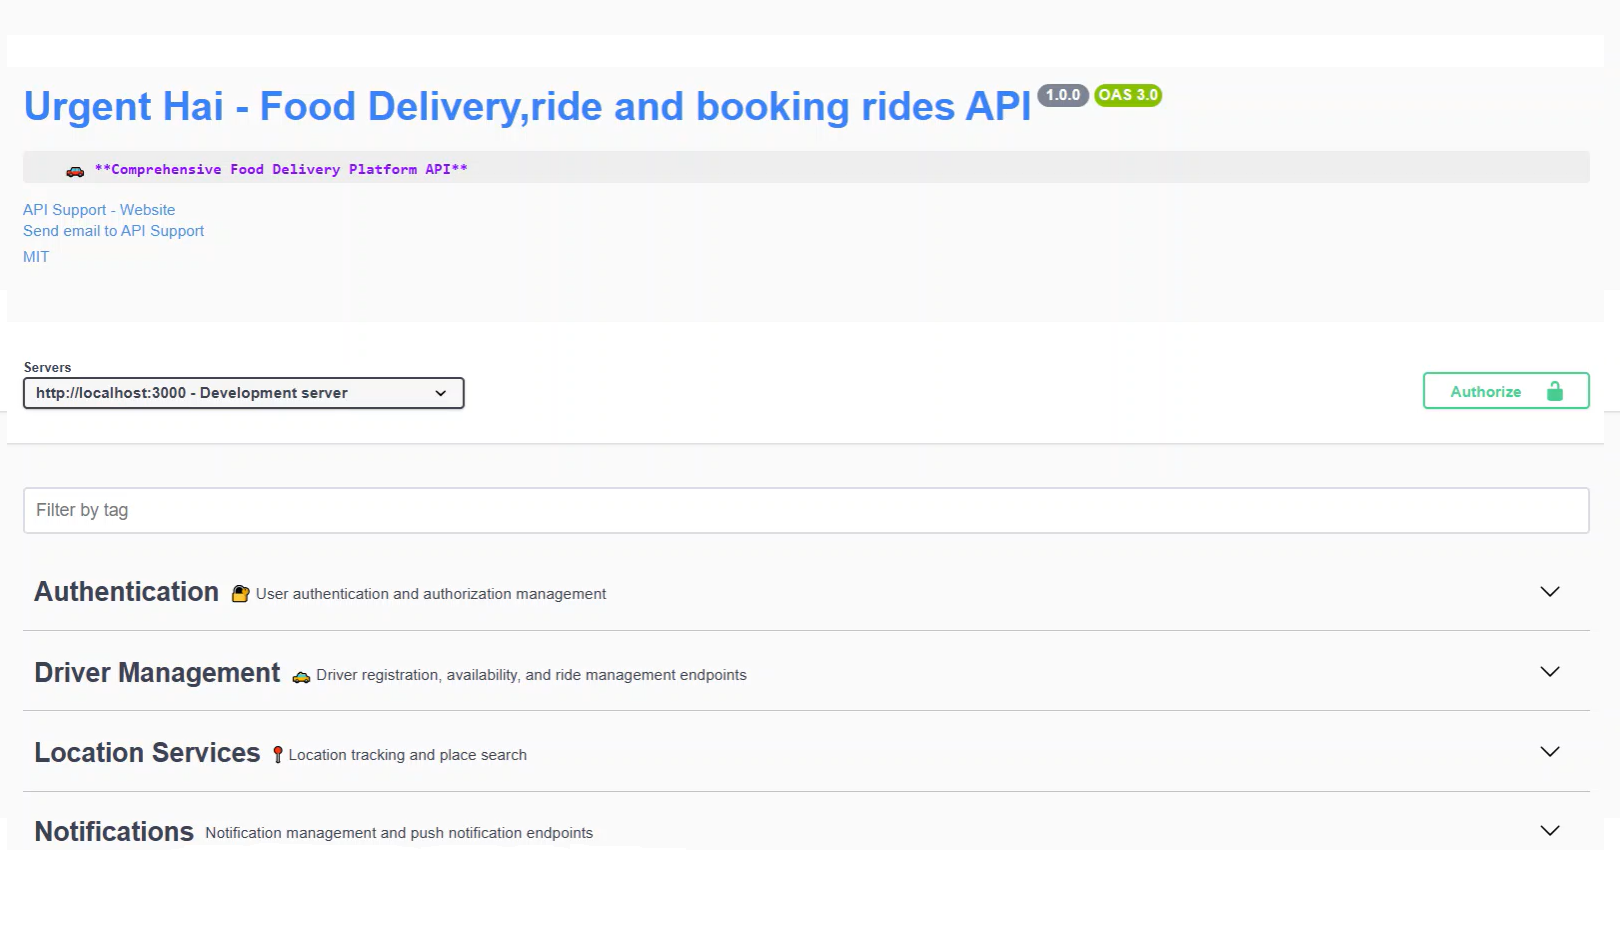 Urgent Hai - Food Delivery,ride and booking rides API 1.0.0 OAS 3.0
🚗 **Comprehensive Food Delivery Platform API**
API Support - Website
Send email to API Support
MIT
Servers
http://localhost:3000 - Development server
Authorize
Filter by tag
Authentication 🔐 User authentication and authorization management
Driver Management 🚕 Driver registration, availability, and ride management endpoints
Location Services 📍 Location tracking and place search
Notifications Notification management and push notification endpoints